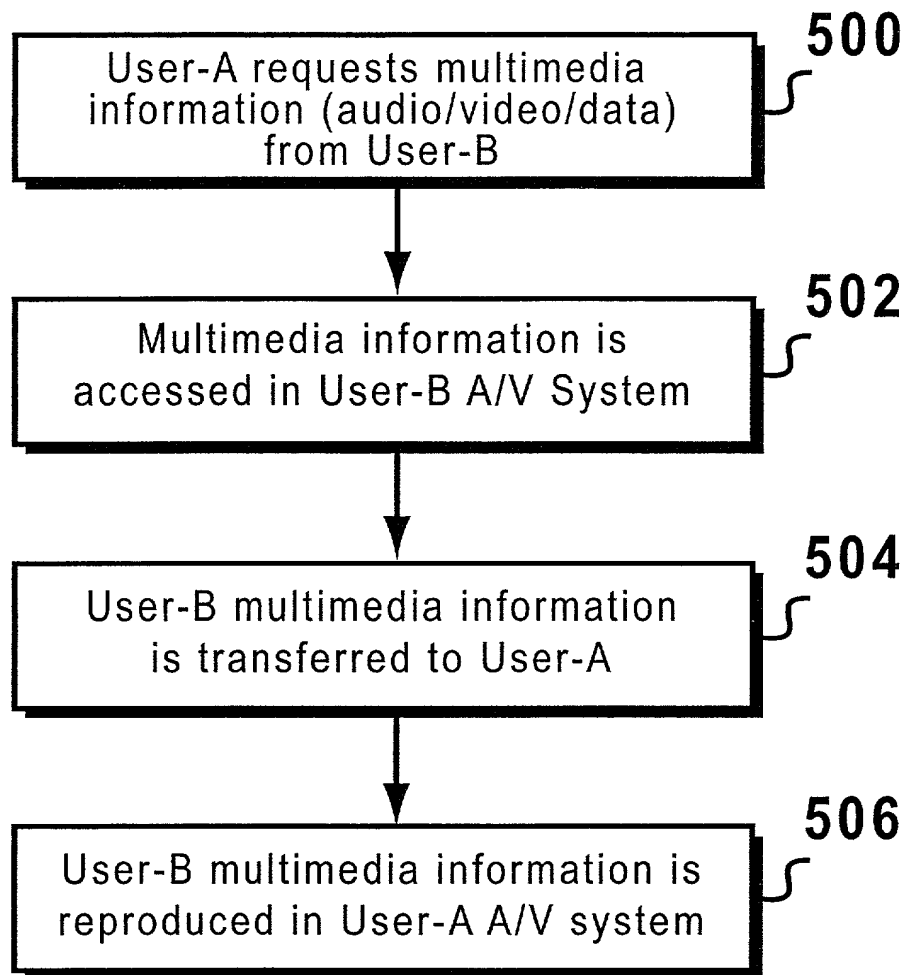 500
User-A requests multimedia
information (audio/video/data)
from User-B
502
Multimedia information is
accessed in User-B A/V System
504
User-B multimedia information
is transferred to User-A
506
User-B multimedia information is
reproduced in User-A A/V system